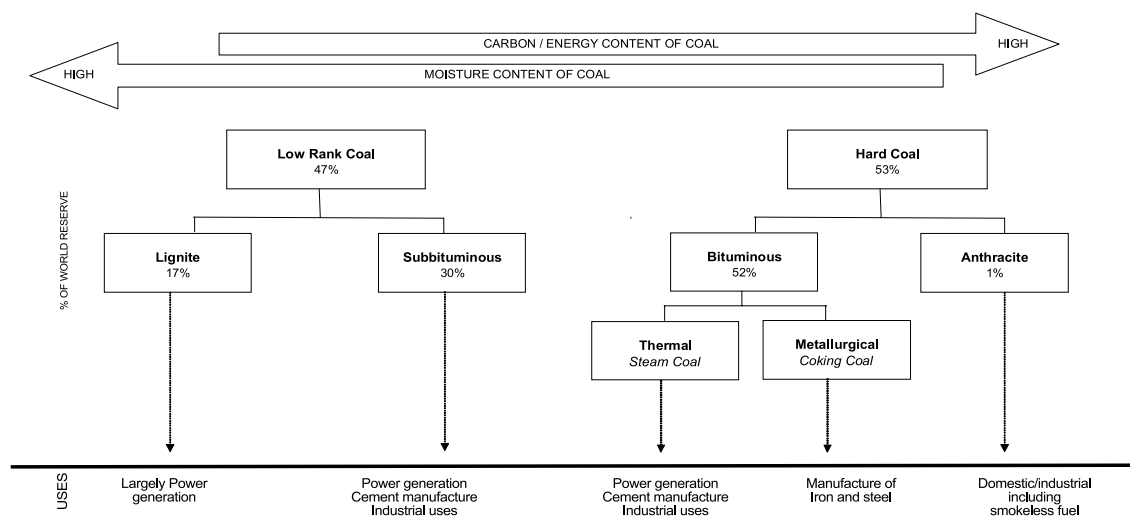 CARBON / ENERGY CONTENT OF COAL
HIGH
HIGH
MOISTURE CONTENT OF COAL
% OF WORLD RESERVE
Low Rank Coal
47%
Hard Coal
53%
Lignite
17%
Subbituminous
30%
Bituminous
52%
Anthracite
1%
Thermal
Steam Coal
Metallurgical
Coking Coal
USES
Largely Power
generation
Power generation
Cement manufacture
Industrial uses
Power generation
Cement manufacture
Industrial uses
Manufacture of
Iron and steel
Domestic/industrial
including
smokeless fuel